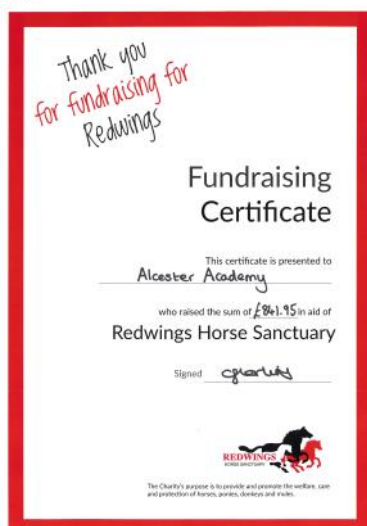 Thank you
for fundraising for
Redwings
Fundraising
Certificate
This certificate is presented to
Alcester Academy
who raised the sum of £841.95 in aid of
Redwings Horse Sanctuary
Signed
REDWINGS
HORSE SANCTUARY
The Charity's purpose is to provide and promote the welfare, care
and protection of horses, ponies, donkeys and mules.